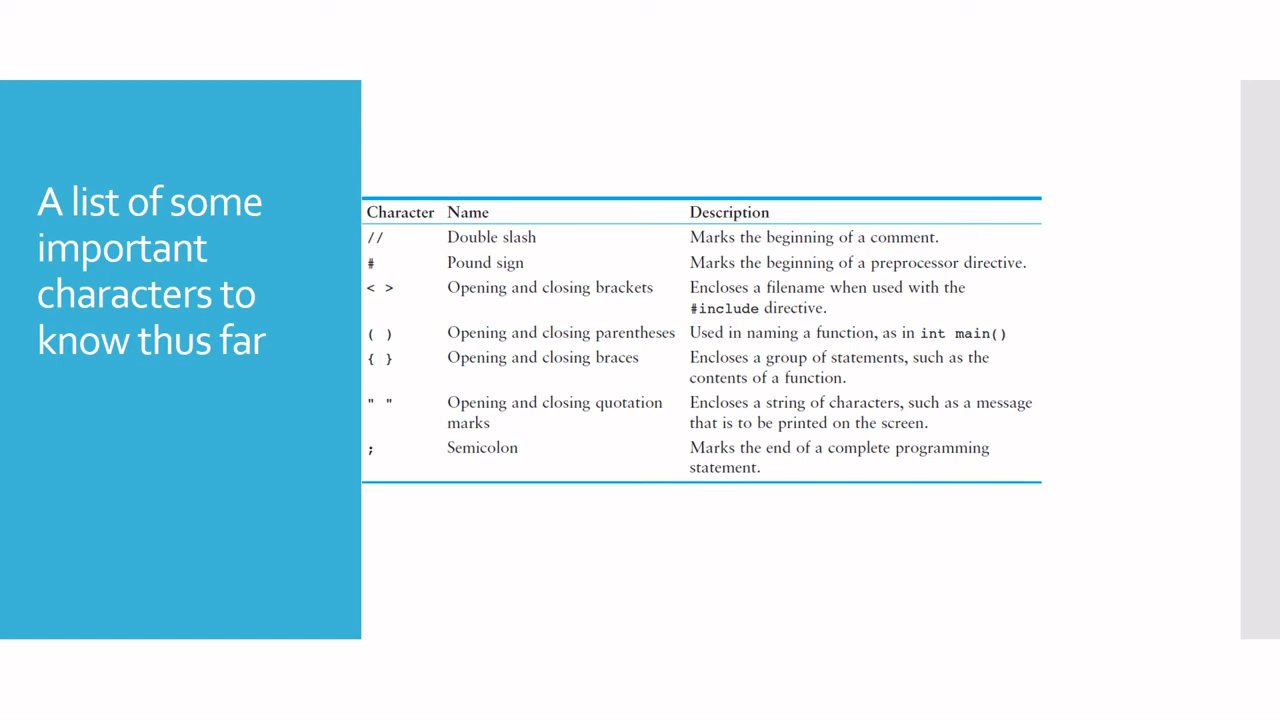 A list of some
important
characters to
know thus far
Character Name Description
// Double slash Marks the beginning of a comment.
# Pound sign Marks the beginning of a preprocessor directive.
< > Opening and closing brackets Encloses a filename when used with the
#include directive.
( ) Opening and closing parentheses Used in naming a function, as in int main()
{ } Opening and closing braces Encloses a group of statements, such as the
contents of a function.
" " Opening and closing quotation Encloses a string of characters, such as a message
marks that is to be printed on the screen.
; Semicolon Marks the end of a complete programming
statement.